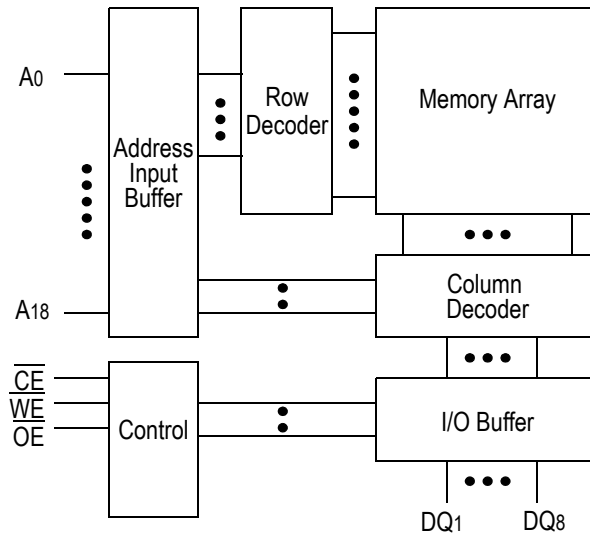 A0
Address
Input
Buffer
Row
Decoder
Memory Array
A18
Column
Decoder
CE
WE
OE
Control
I/O Buffer
DQ1
DQ8